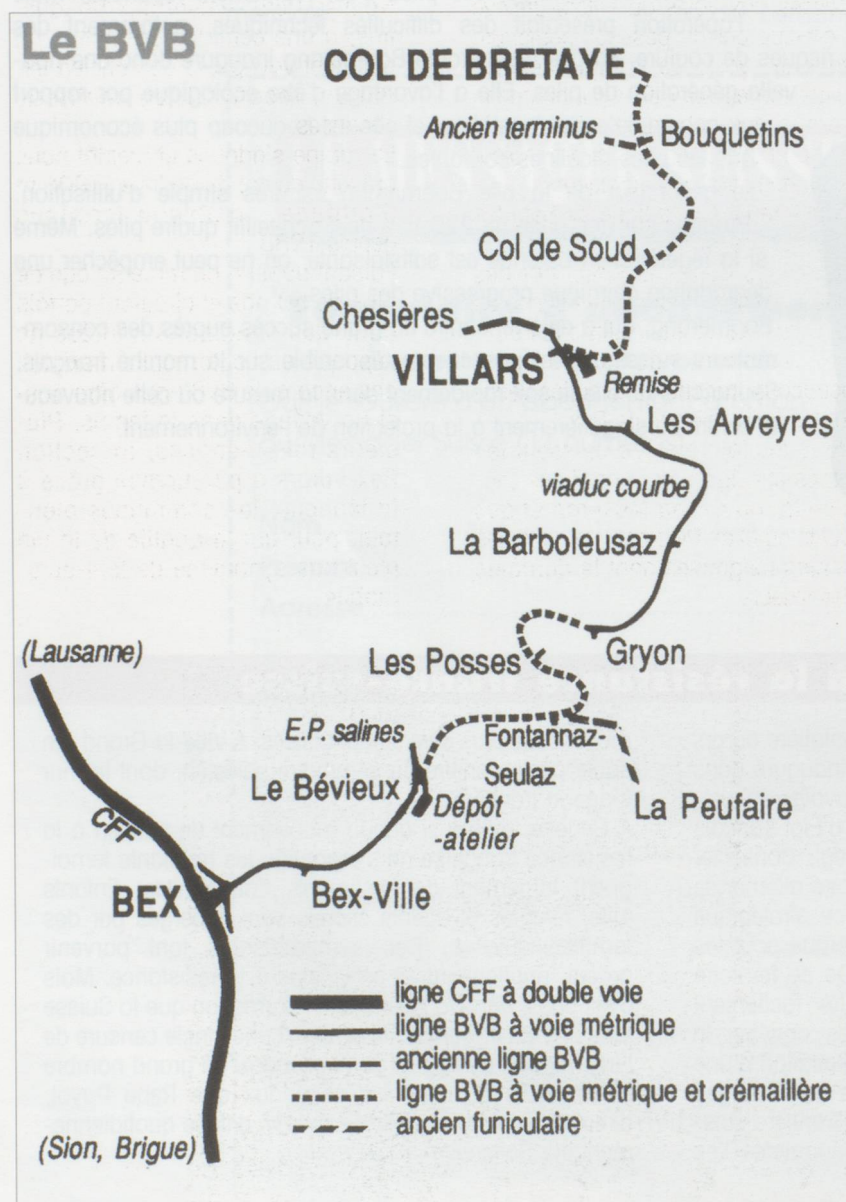 Le BVB
COL DE BRETAYE
Ancien terminus
Bouquetins
Col de Soud
Chesières
VILLARS
Remise
Les Arveyres
viaduc courbe
La Barboleusaz
(Lausanne)
Les Posses
Gryon
E.P. salines
Fontannaz-
Seulaz
Le Bévieux
La Peufaire
Dépôt
-atelier
CFF
BEX
Bex-Ville
ligne CFF à double voie
ligne BVB à voie métrique
ancienne ligne BVB
ligne BVB à voie métrique et crémaillère
ancien funiculaire
(Sion, Brigue)